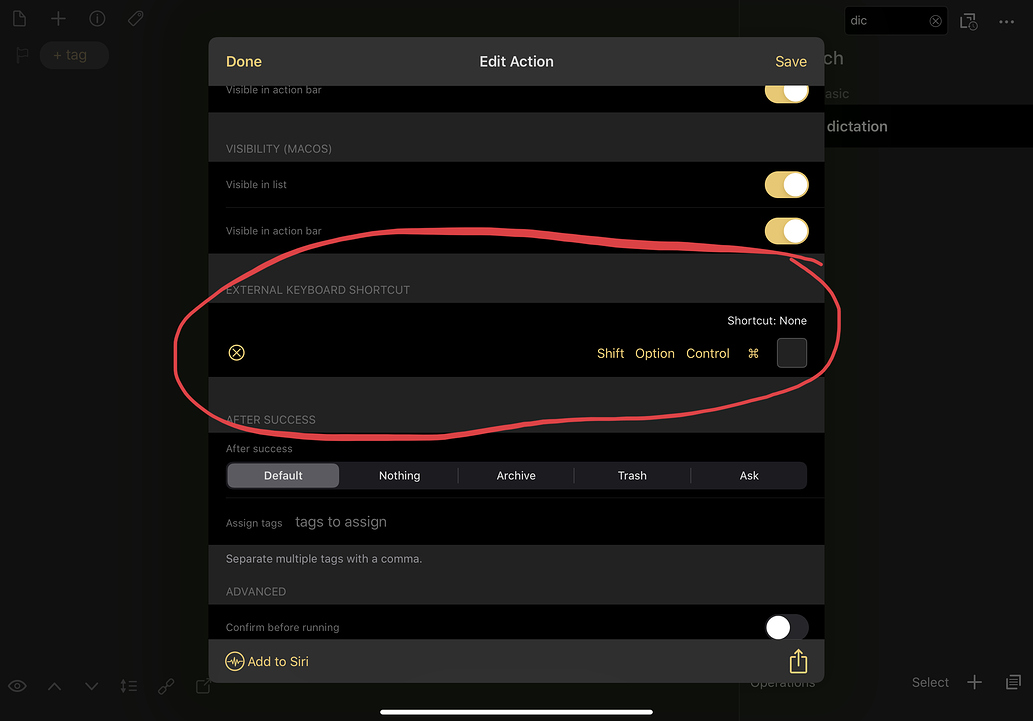 dic
+ tag
Done Edit Action Save
ch
Visible in action bar
asic
dictation
VISIBILITY (MACOS)
Visible in list
Visible in action bar
EXTERNAL KEYBOARD SHORTCUT
Shortcut: None
Shift Option Control ⌘
AFTER SUCCESS
After success
Default Nothing Archive Trash Ask
Assign tags tags to assign
Separate multiple tags with a comma.
ADVANCED
Confirm before running
Add to Siri
Operations
Select